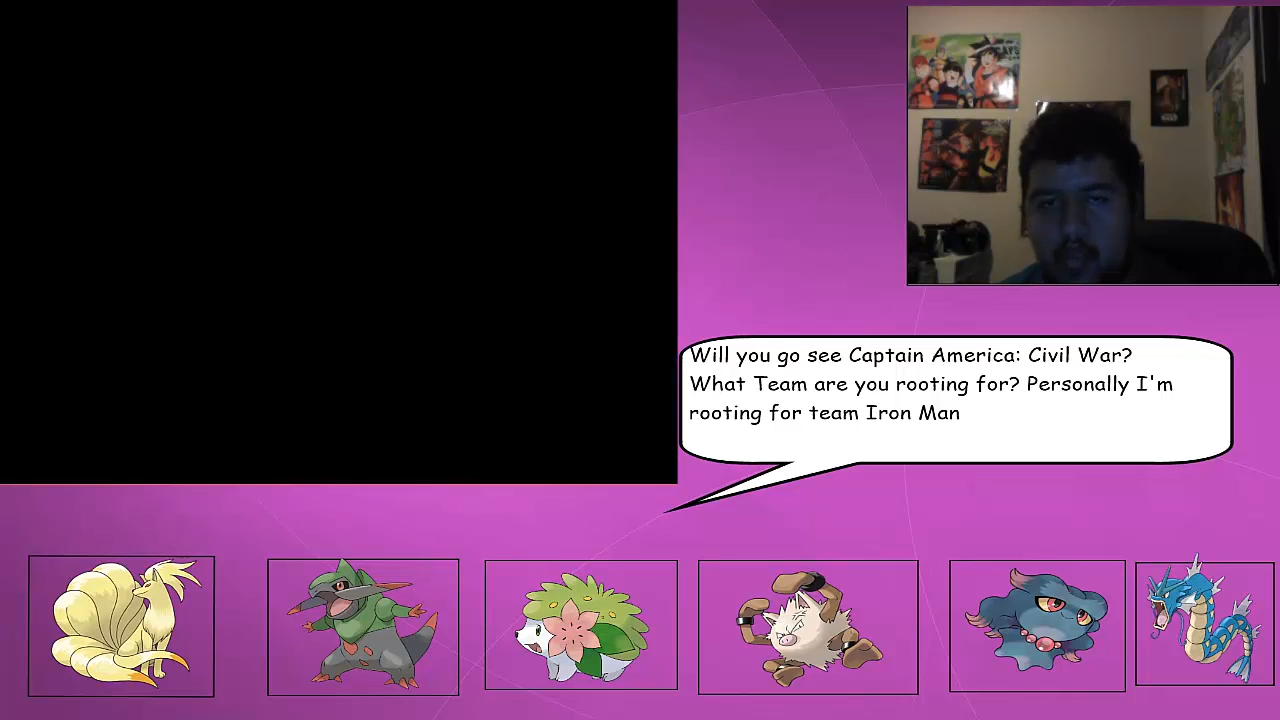 Will you go see Captain America: Civil War?
What Team are you rooting for? Personally I'm
rooting for team Iron Man